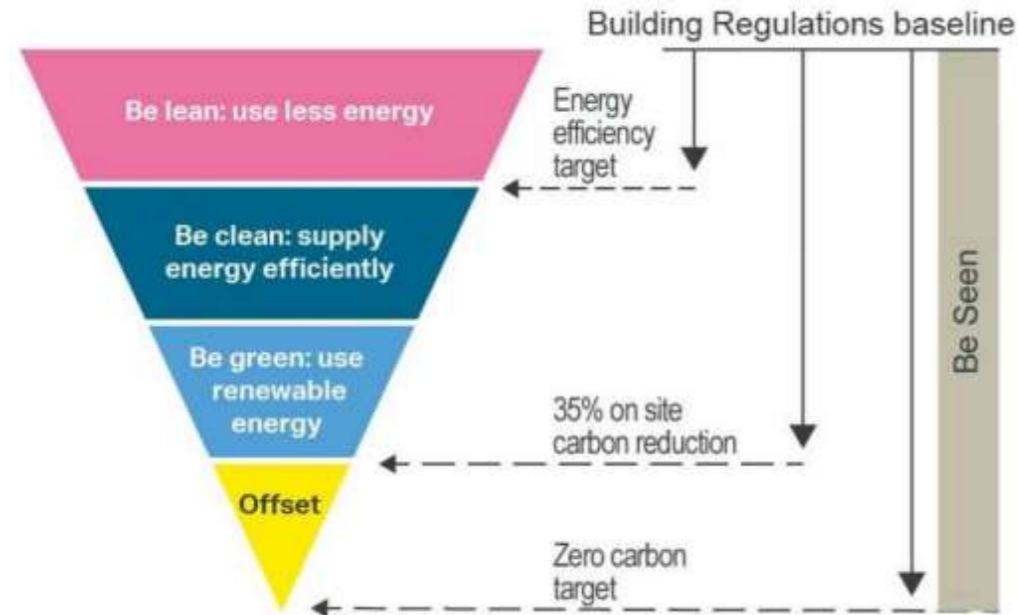 Building Regulations baseline
Be lean: use less energy
Energy
efficiency
target
Be clean: supply
energy efficiently
Be Seen
Be green: use
renewable
energy
35% on site
carbon reduction
Offset
Zero carbon
target